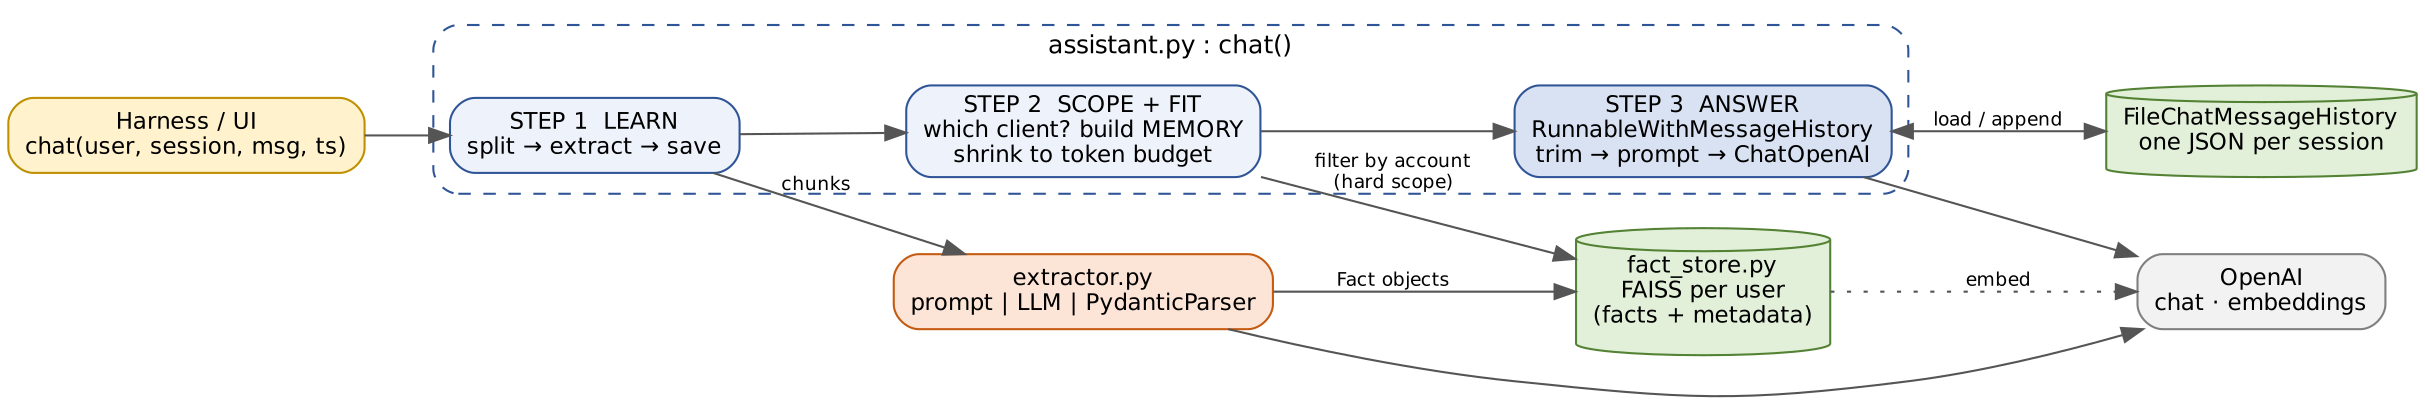 assistant.py : chat()
Harness / UI
chat(user, session, msg, ts)
STEP 1  LEARN
split → extract → save
STEP 2  SCOPE + FIT
which client? build MEMORY
shrink to token budget
STEP 3  ANSWER
RunnableWithMessageHistory
trim → prompt → ChatOpenAI
load / append
FileChatMessageHistory
one JSON per session
chunks
filter by account
(hard scope)
extractor.py
prompt | LLM | PydanticParser
Fact objects
fact_store.py
FAISS per user
(facts + metadata)
embed
OpenAI
chat · embeddings